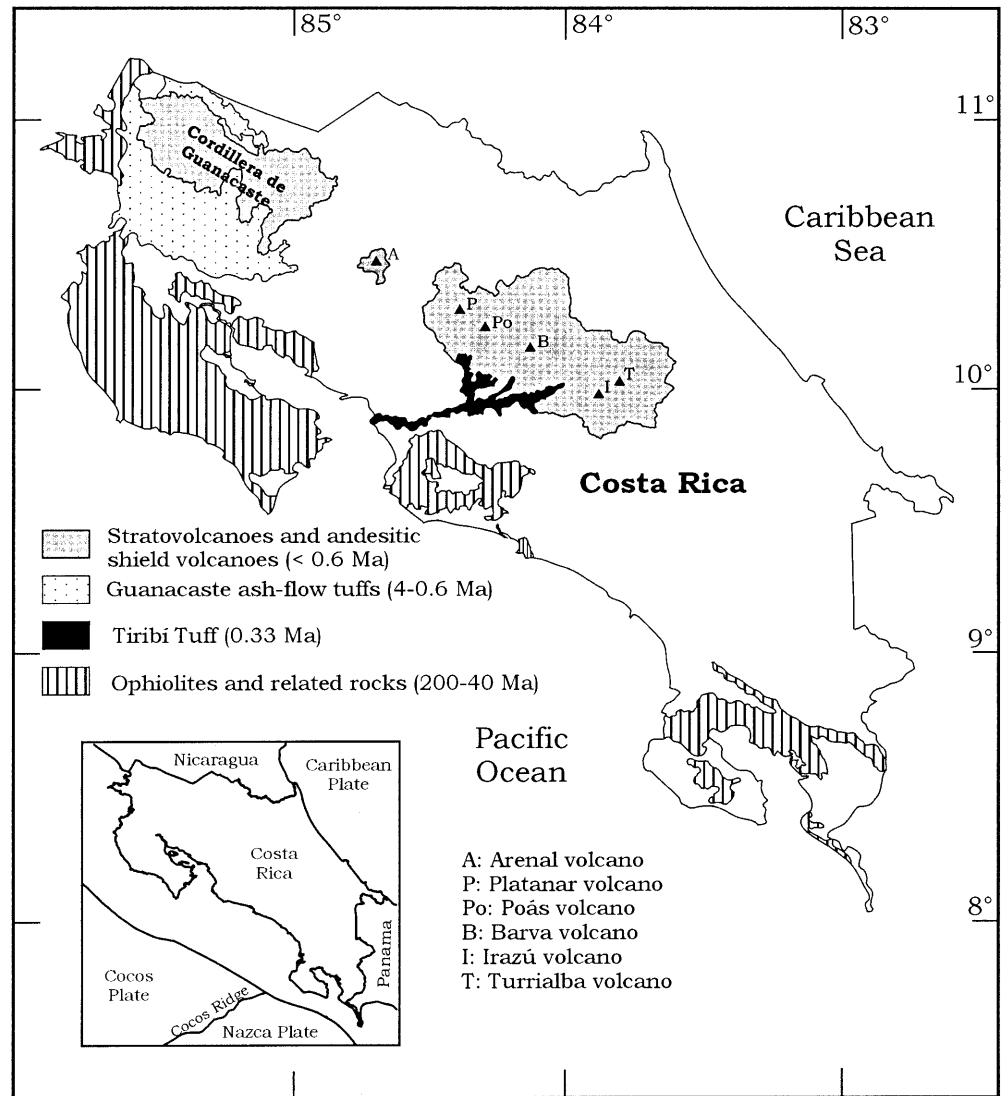 85°
84°
83°
11°
10°
9°
8°
Cordillera de
Guanacaste
Caribbean
Sea
A
P
Po
B
I
T
Costa Rica
Stratovolcanoes and andesitic
shield volcanoes (< 0.6 Ma)
Guanacaste ash-flow tuffs (4-0.6 Ma)
Tiribí Tuff (0.33 Ma)
Ophiolites and related rocks (200-40 Ma)
Pacific
Ocean
Nicaragua
Caribbean
Plate
Costa
Rica
Panama
Cocos
Plate
Cocos Ridge
Nazca Plate
A: Arenal volcano
P: Platanar volcano
Po: Poás volcano
B: Barva volcano
I: Irazú volcano
T: Turrialba volcano